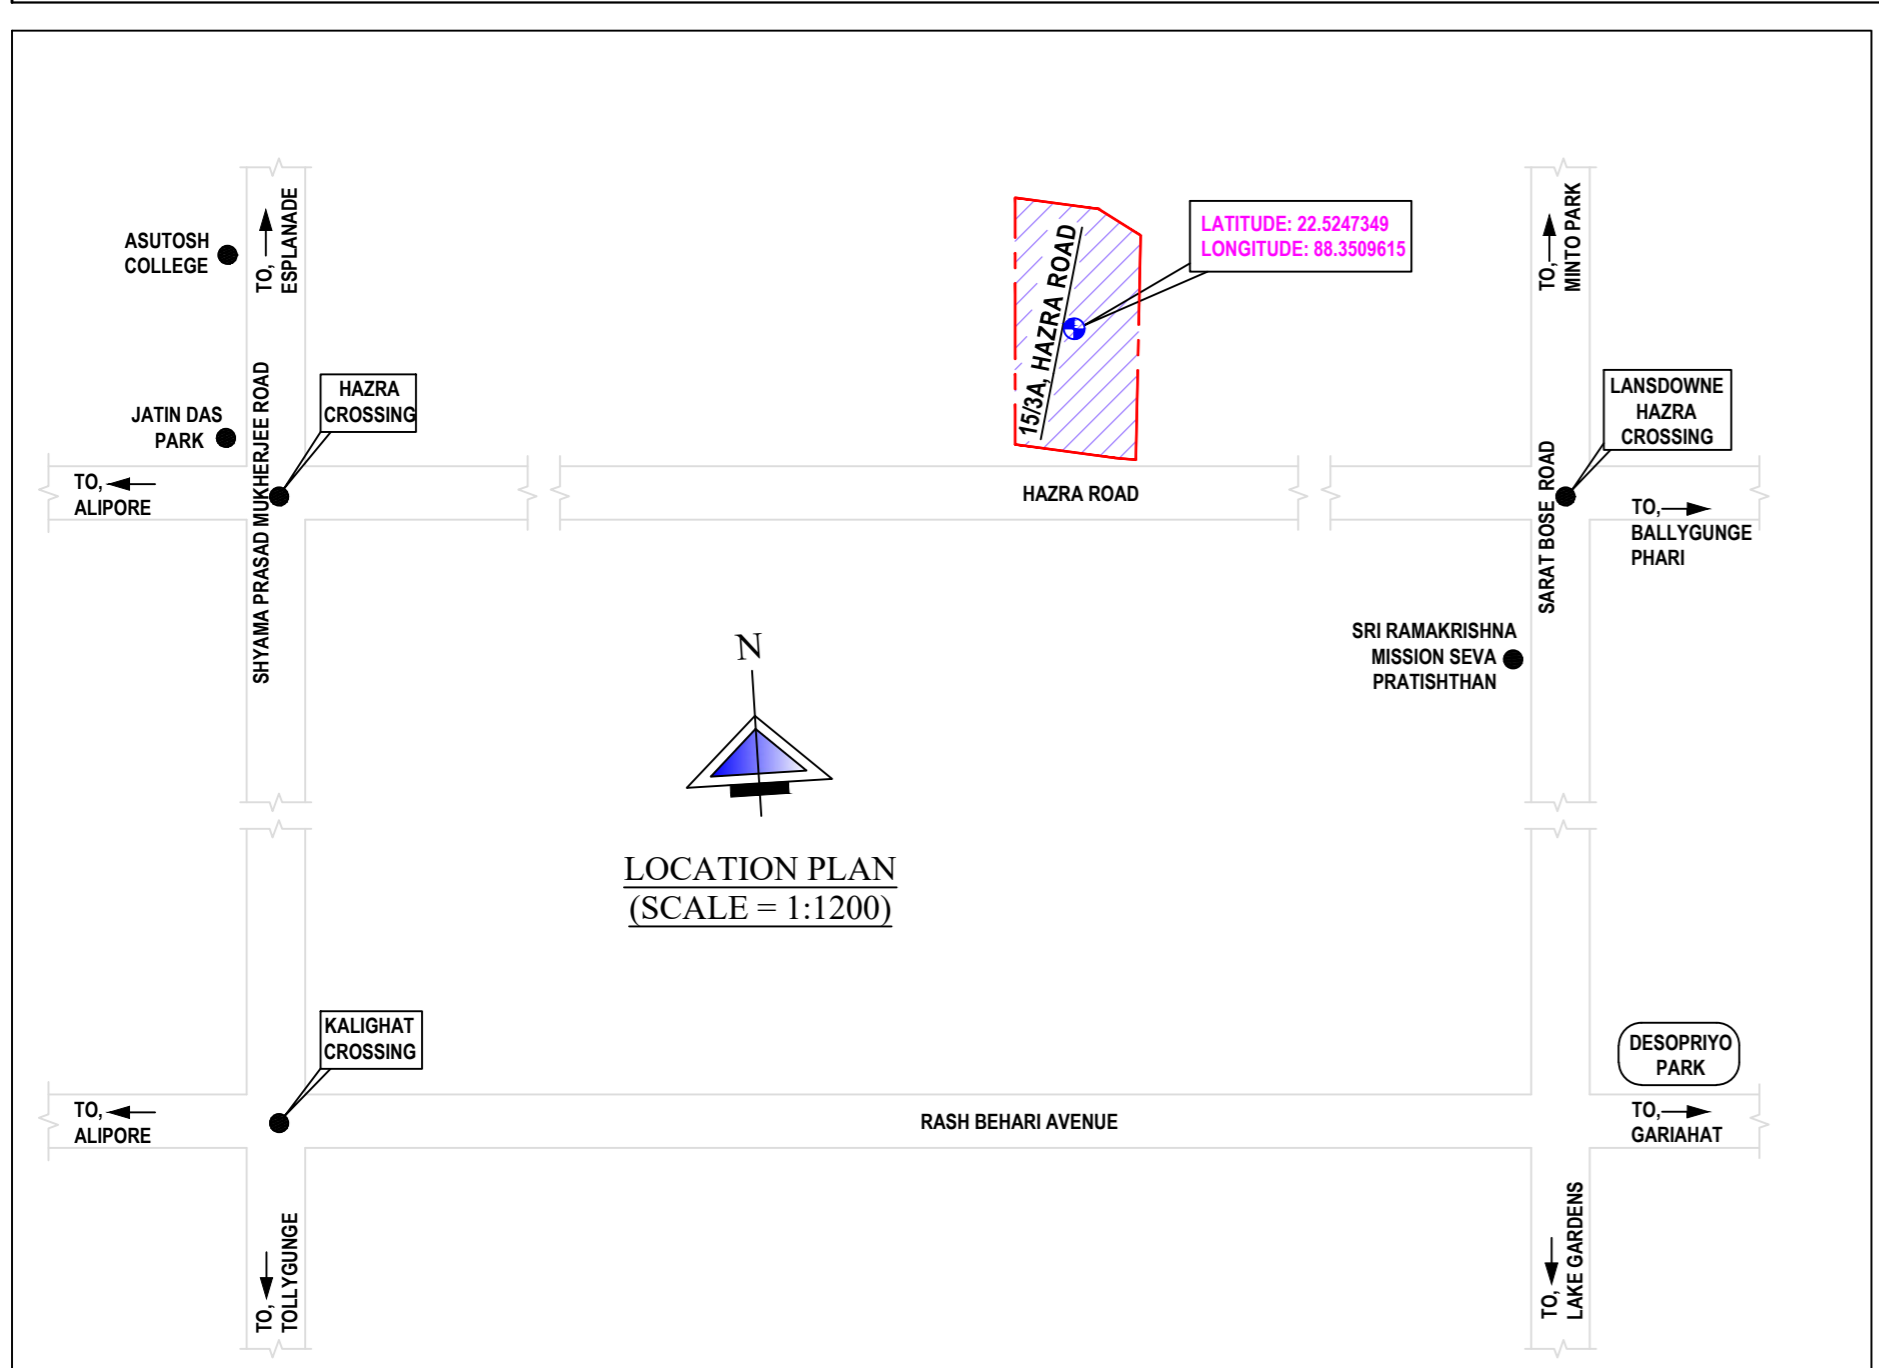 ASUTOSH
COLLEGE
TO,
ESPLANADE
15/3A, HAZRA ROAD
LATITUDE: 22.5247349
LONGITUDE: 88.3509615
TO,
MINTO PARK
JATIN DAS
PARK
SHYAMA PRASAD MUKHERJEE ROAD
HAZRA
CROSSING
LANSDOWNE
HAZRA
CROSSING
TO,
ALIPORE
HAZRA ROAD
SARAT BOSE ROAD
TO,
BALLYGUNGE
PHARI
SRI RAMAKRISHNA
MISSION SEVA
PRATISHTHAN
N
LOCATION PLAN
(SCALE = 1:1200)
KALIGHAT
CROSSING
DESOPRIYO
PARK
TO,
ALIPORE
RASH BEHARI AVENUE
TO,
GARIAHAT
TO,
TOLLYGUNGE
TO,
LAKE GARDENS